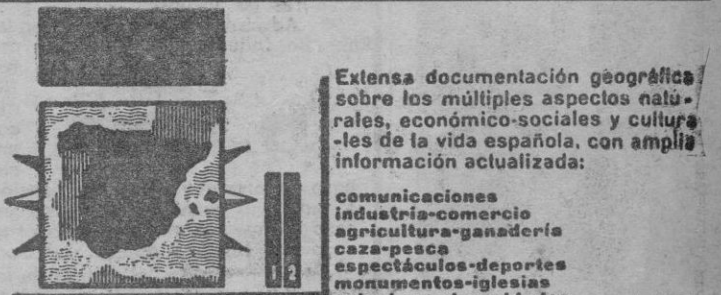 Extensa documentación geográfica
sobre los múltiples aspectos natu-
rales, económico-sociales y cultura
-les de la vida española, con amplia
información actualizada:
comunicaciones
industria-comercio
agricultura-ganadería
caza-pesca
espectáculos-deportes
monumentos-iglesias
1 2